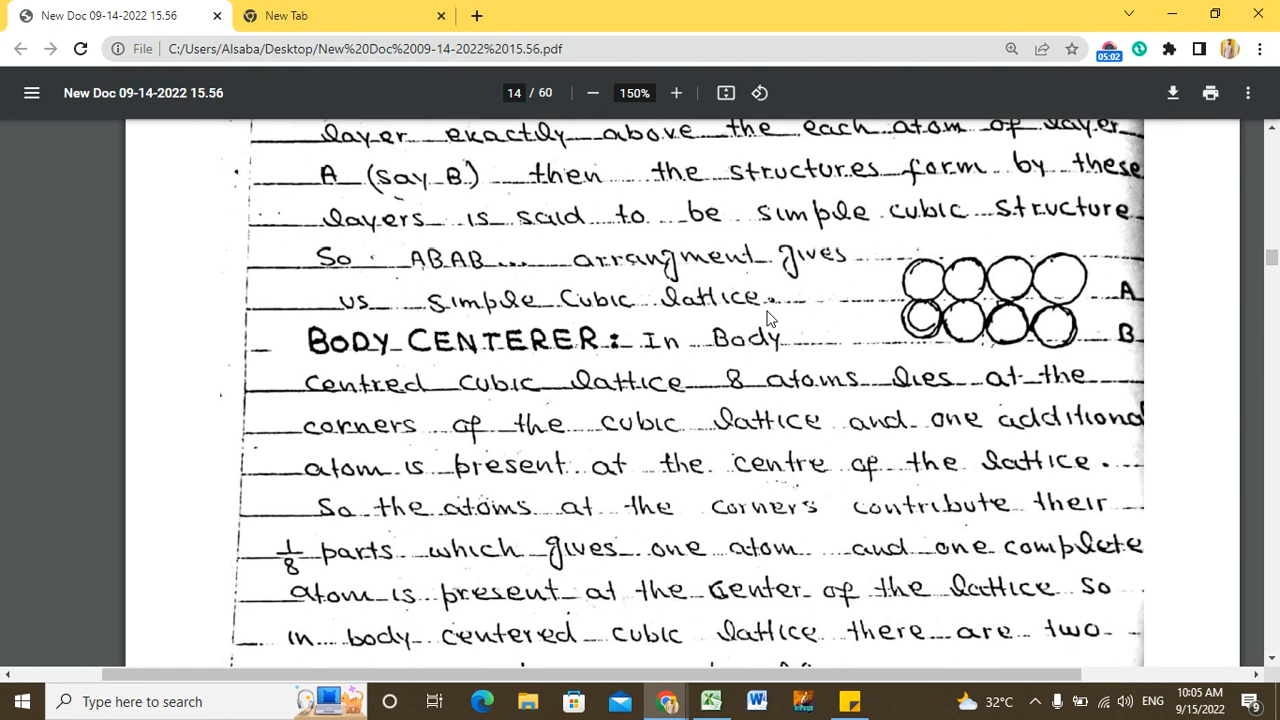 New Doc 09-14-2022 15.56
New Tab
File
C:/Users/Alsaba/Desktop/New%20Doc%2009-14-2022%2015.56.pdf
05:02
New Doc 09-14-2022 15.56
14 / 60
150%
layer exactly above the each atom of layer
A (say B.) then the structures form by these
layers is said to be simple cubic structure
So ABAB... arrangment gives
us simple Cubic lattice.
A
BODY CENTERER: In Body
B
centred cubic lattice 8 atoms lies at the
corners of the cubic lattice and one additional
atom is present at the centre of the lattice.
So the atoms at the corners contribute their
1/8 parts which gives one atom and one complete
atom is present at the center of the lattice so
in body centered cubic lattice there are two
Type here to search
32°C
ENG
10:05 AM
9/15/2022
9